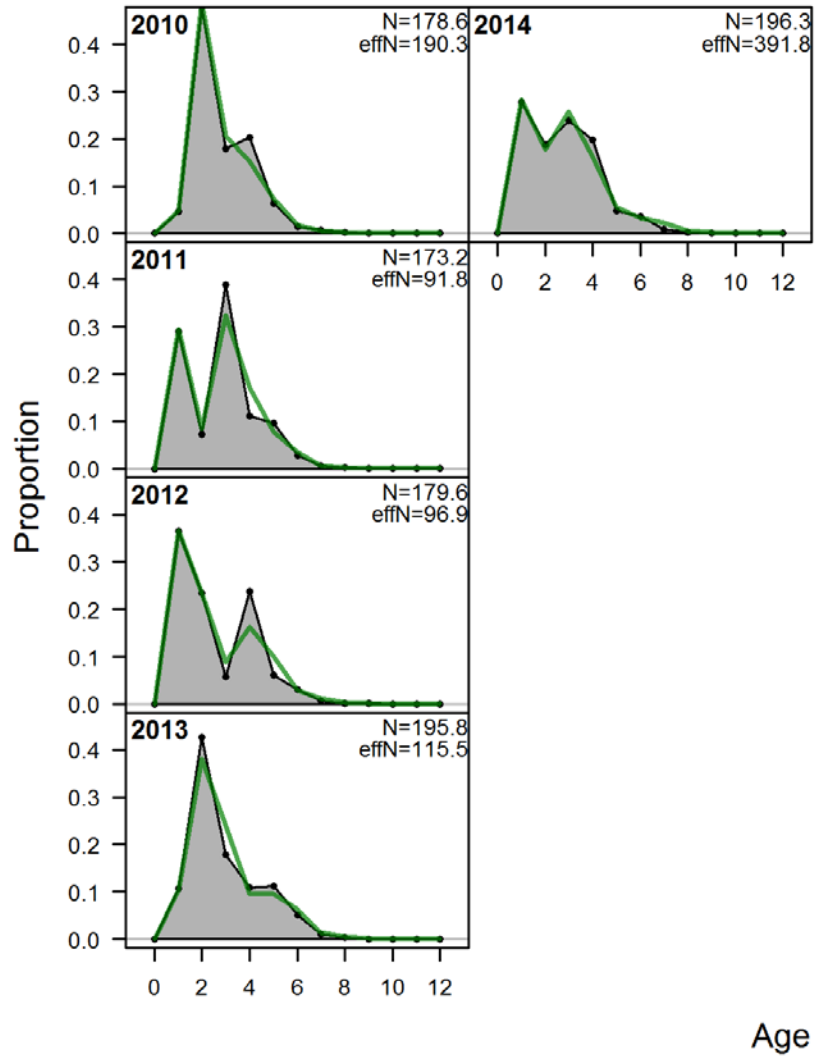 2010
N=178.6
effN=190.3
0.4
0.3
0.2
0.1
0.0
2014
N=196.3
effN=391.8
0 2 4 6 8 10 12
2011
N=173.2
effN=91.8
0.4
0.3
0.2
0.1
0.0
2012
N=179.6
effN=96.9
0.4
0.3
0.2
0.1
0.0
2013
N=195.8
effN=115.5
0.4
0.3
0.2
0.1
0.0
0 2 4 6 8 10 12
Proportion
Age